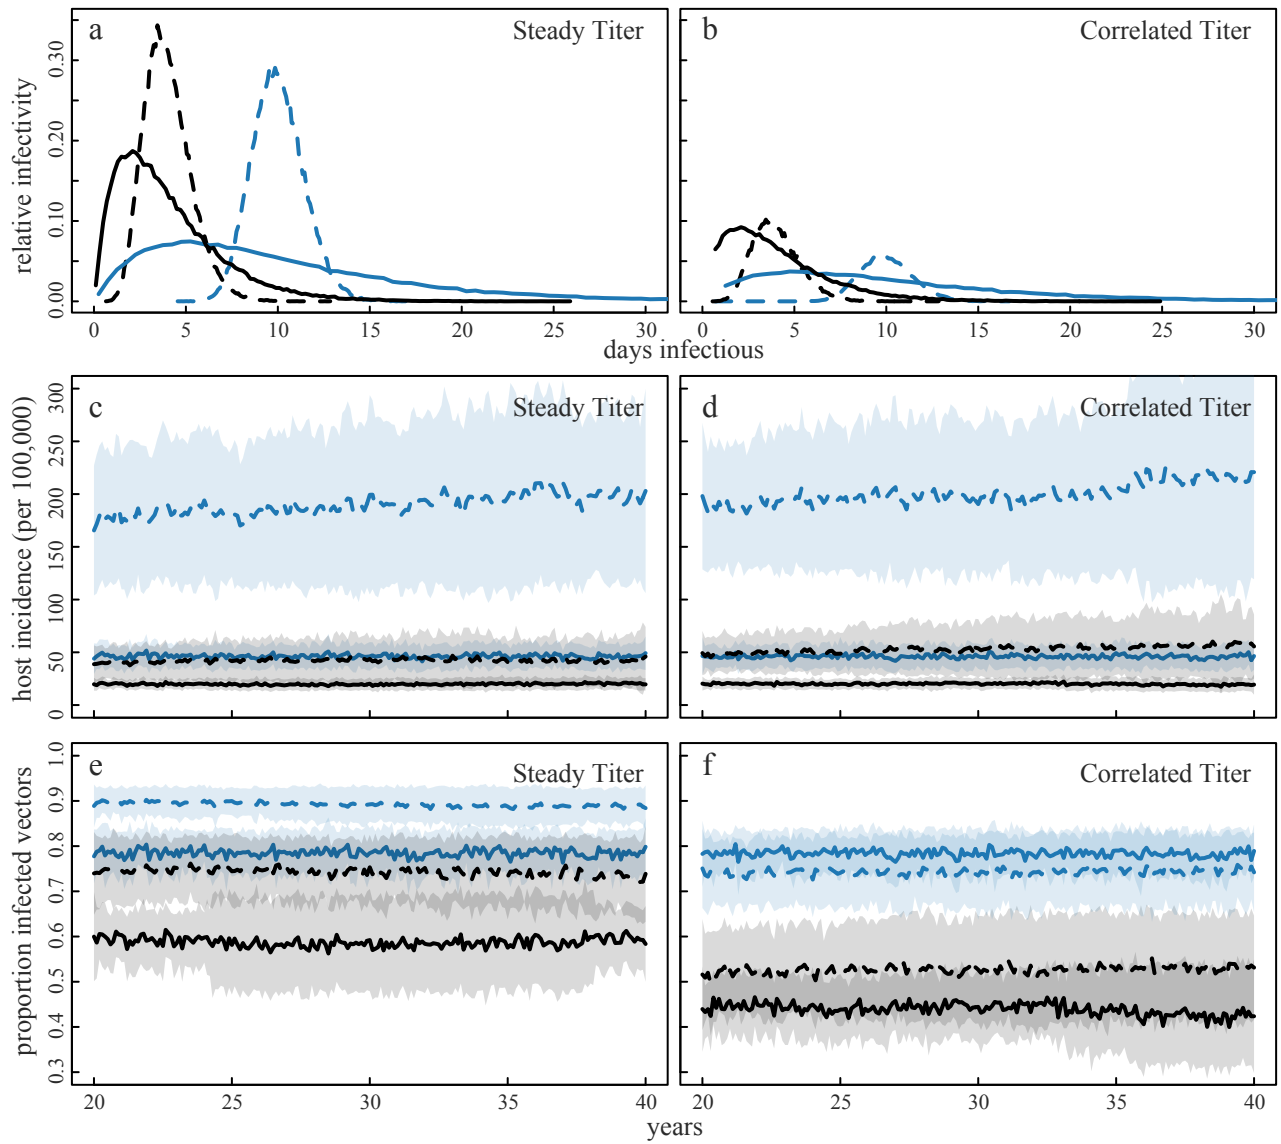 a
Steady Titer
b
Correlated Titer
relative infectivity
0.00 0.10 0.20 0.30
0 5 10 15 20 25 30
0 5 10 15 20 25 30
days infectious
c
Steady Titer
d
Correlated Titer
host incidence (per 100,000)
0 50 100 150 200 250 300
e
Steady Titer
f
Correlated Titer
proportion infected vectors
0.3 0.4 0.5 0.6 0.7 0.8 0.9 1.0
20 25 30 35 40
20 25 30 35 40
years